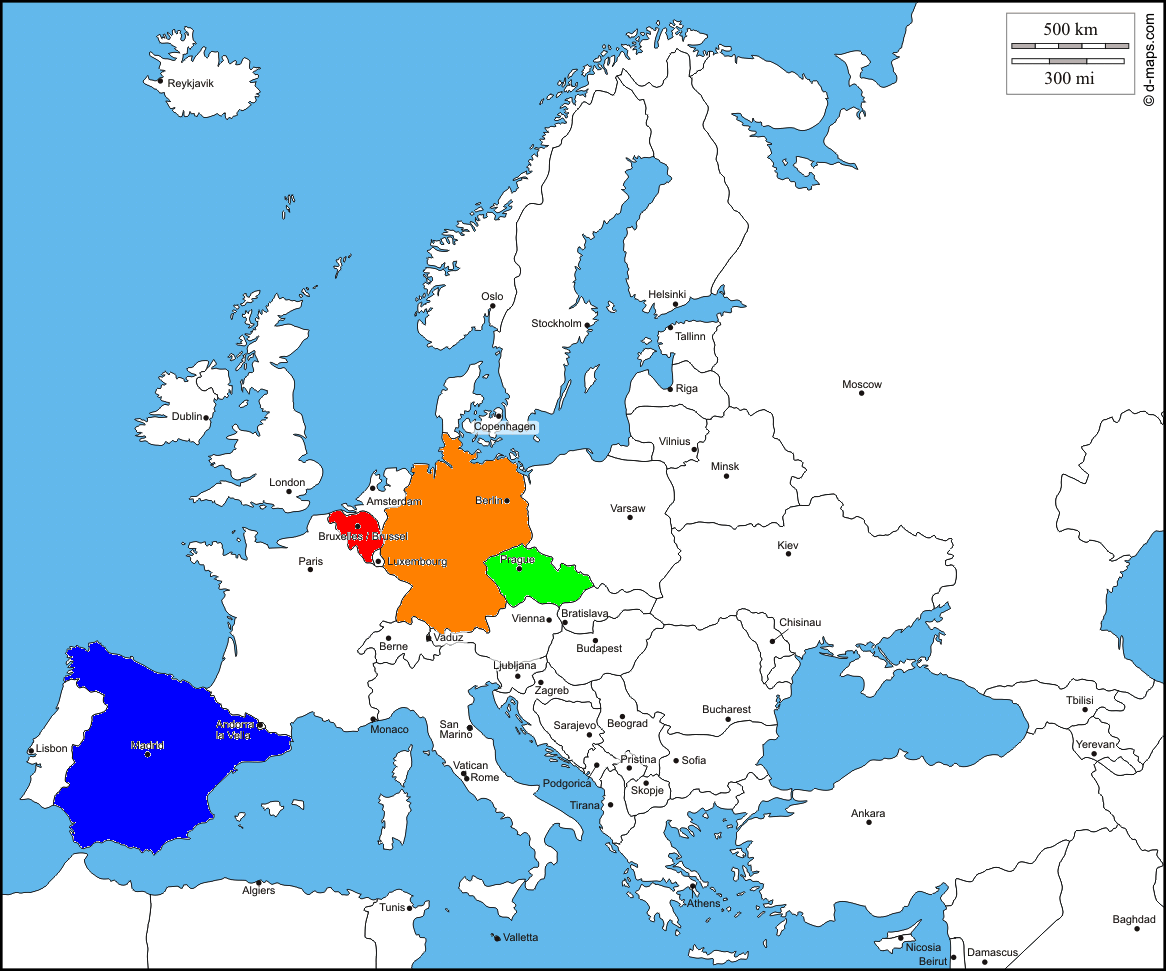 500 km
300 mi
© d-maps.com
Reykjavik
Oslo
Helsinki
Stockholm
Tallinn
Riga
Moscow
Dublin
Copenhagen
Vilnius
Minsk
London
Amsterdam
Berlin
Varsaw
Bruxelles / Brussel
Kiev
Paris
Luxembourg
Prague
Vienna
Bratislava
Chisinau
Berne
Vaduz
Budapest
Ljubljana
Zagreb
Tbilisi
Bucharest
Andorra
la Vella
Monaco
San
Marino
Sarajevo
Beograd
Yerevan
Lisbon
Madrid
Pristina
Sofia
Vatican
Rome
Podgorica
Skopje
Tirana
Ankara
Algiers
Athens
Tunis
Baghdad
Valletta
Nicosia
Beirut
Damascus